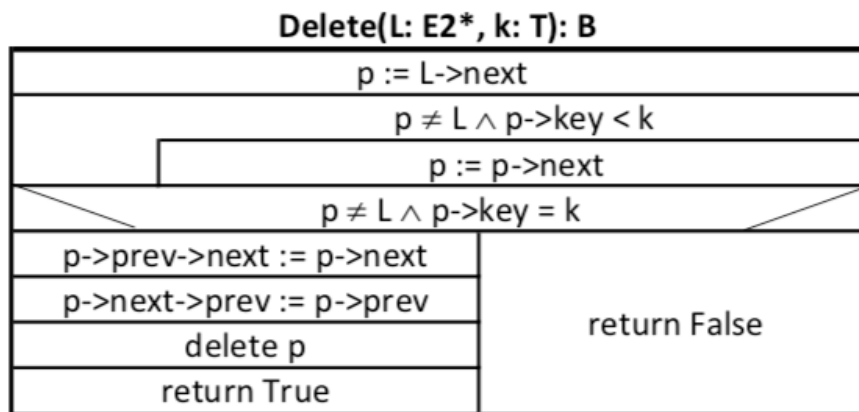 Delete(L: E2*, k: T): B
p := L->next
p ≠ L ∧ p->key < k
p := p->next
p ≠ L ∧ p->key = k
p->prev->next := p->next
p->next->prev := p->prev
delete p
return True
return False